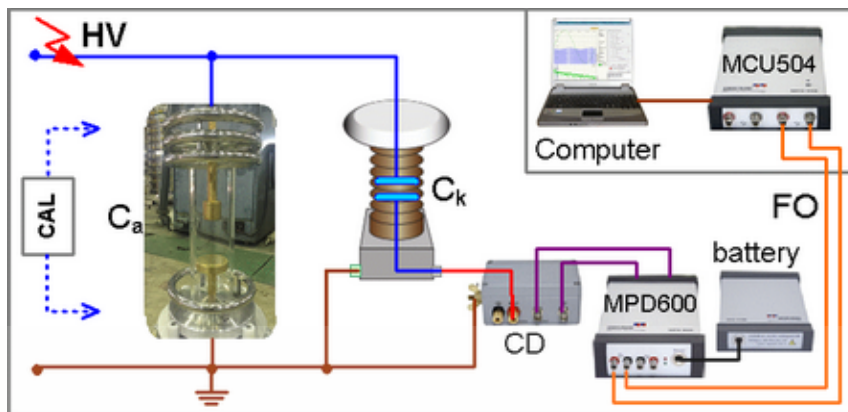 HV
MCU504
Computer
CAL
Ca
Ck
FO
battery
MPD600
CD